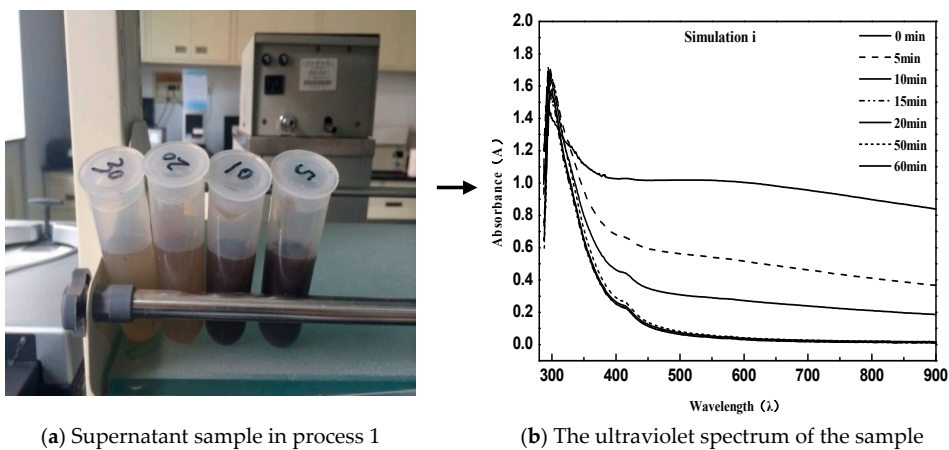 30
20
10
5
2.0
1.8
1.6
1.4
1.2
1.0
0.8
0.6
0.4
0.2
0.0
Absorbance (A)
Simulation i
0 min
5min
10min
15min
20min
50min
60min
300 400 500 600 700 800 900
Wavelength (λ)
(a) Supernatant sample in process 1
(b) The ultraviolet spectrum of the sample